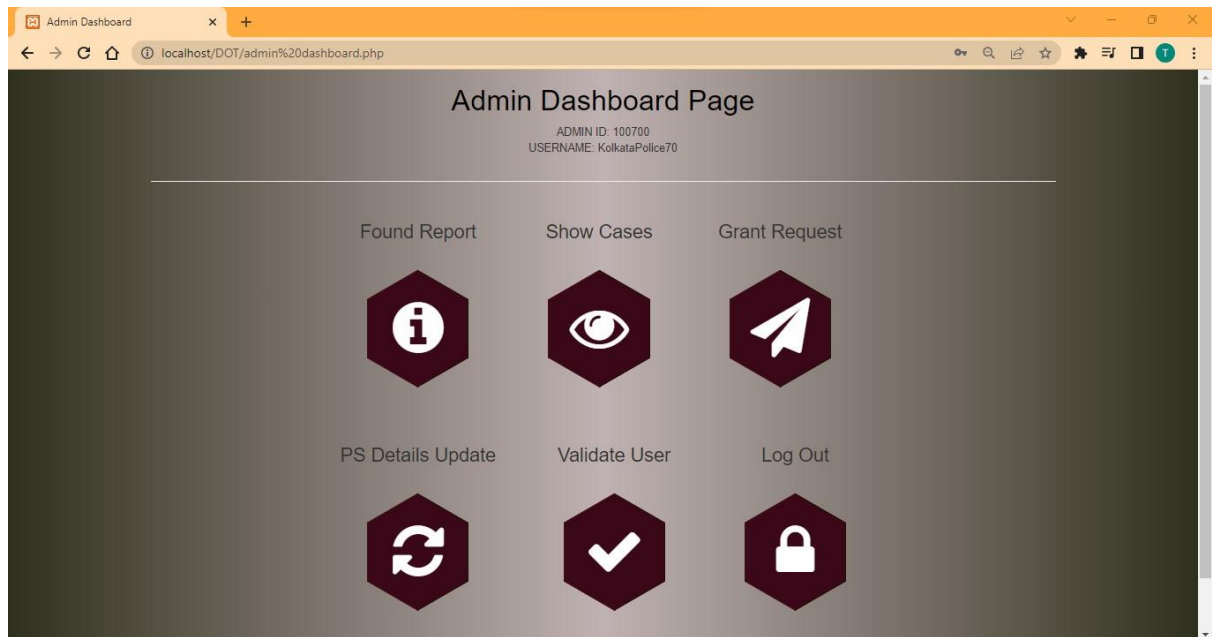 Admin Dashboard
localhost/DOT/admin%20dashboard.php
T
Admin Dashboard Page
ADMIN ID: 100700
USERNAME: KolkataPolice70
Found Report Show Cases Grant Request
PS Details Update Validate User Log Out